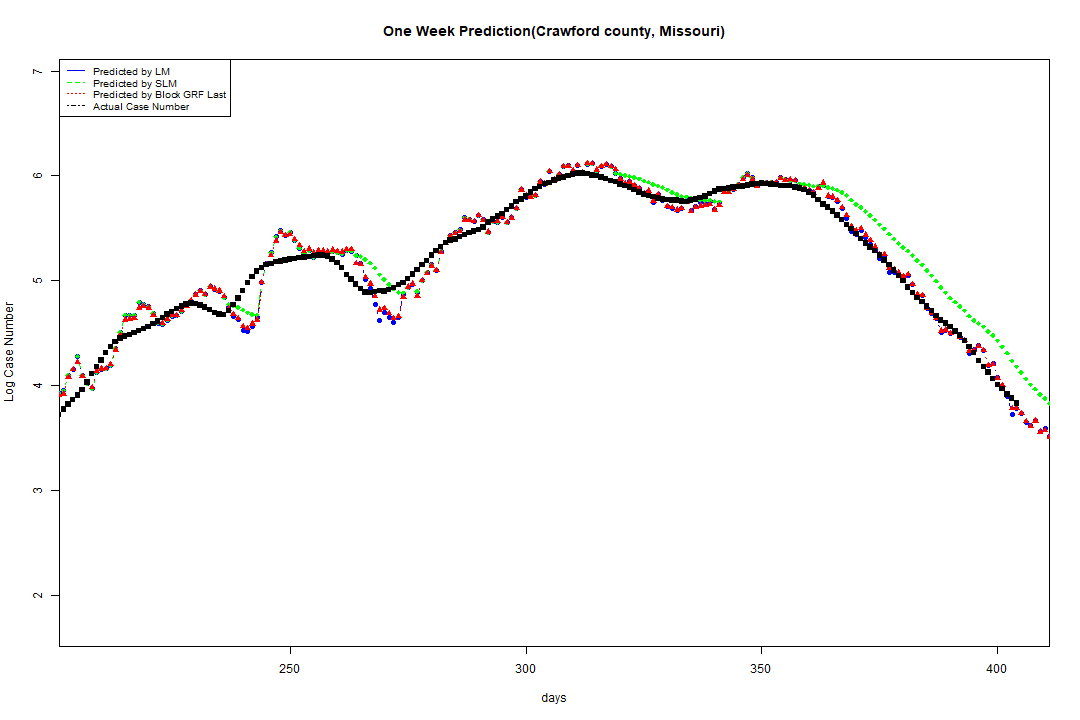 One Week Prediction(Crawford county, Missouri)
Predicted by LM
Predicted by SLM
Predicted by Block GRF Last
Actual Case Number
7
6
5
4
3
2
Log Case Number
250 300 350 400
days